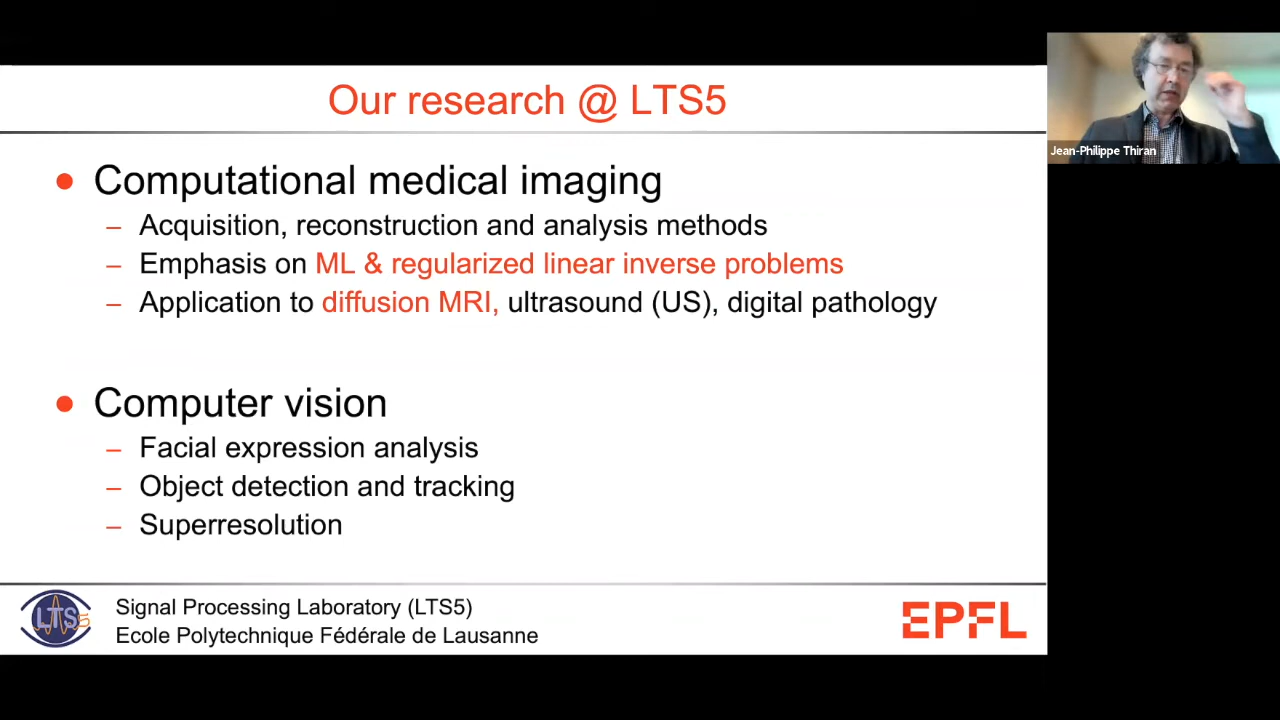 Our research @ LTS5
Jean-Philippe Thiran
• Computational medical imaging
– Acquisition, reconstruction and analysis methods
– Emphasis on ML & regularized linear inverse problems
– Application to diffusion MRI, ultrasound (US), digital pathology
• Computer vision
– Facial expression analysis
– Object detection and tracking
– Superresolution
LTS5
Signal Processing Laboratory (LTS5)
Ecole Polytechnique Fédérale de Lausanne
EPFL